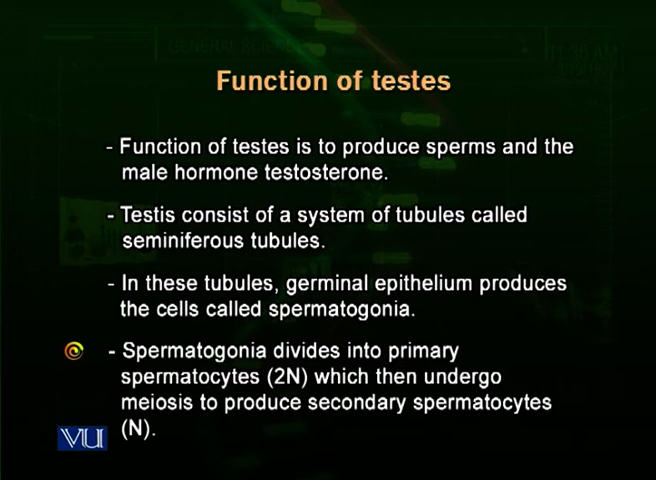 Function of testes
- Function of testes is to produce sperms and the
male hormone testosterone.
- Testis consist of a system of tubules called
seminiferous tubules.
- In these tubules, germinal epithelium produces
the cells called spermatogonia.
- Spermatogonia divides into primary
spermatocytes (2N) which then undergo
meiosis to produce secondary spermatocytes
(N).
VU